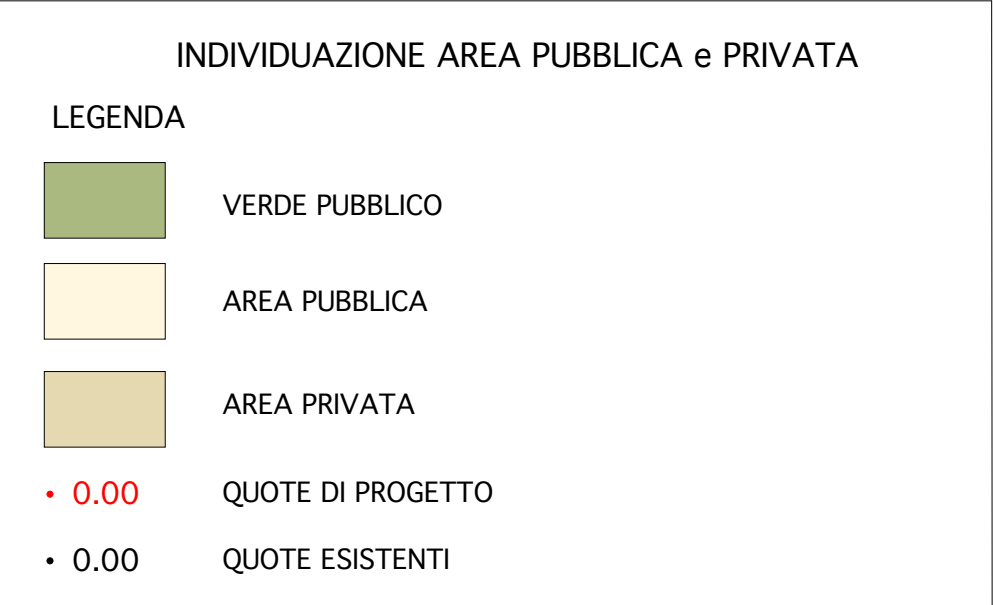 INDIVIDUAZIONE AREA PUBBLICA e PRIVATA
LEGENDA
VERDE PUBBLICO
AREA PUBBLICA
AREA PRIVATA
• 0.00 QUOTE DI PROGETTO
• 0.00 QUOTE ESISTENTI